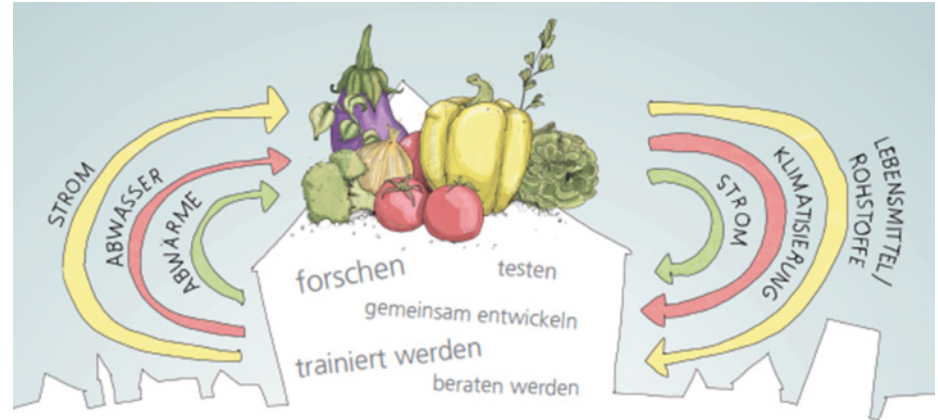 STROM
ABWASSER
ABWÄRME
STROM
KLIMATISIERUNG
LEBENSMITTEL/
ROHSTOFFE
forschen
testen
gemeinsam entwickeln
trainiert werden
beraten werden